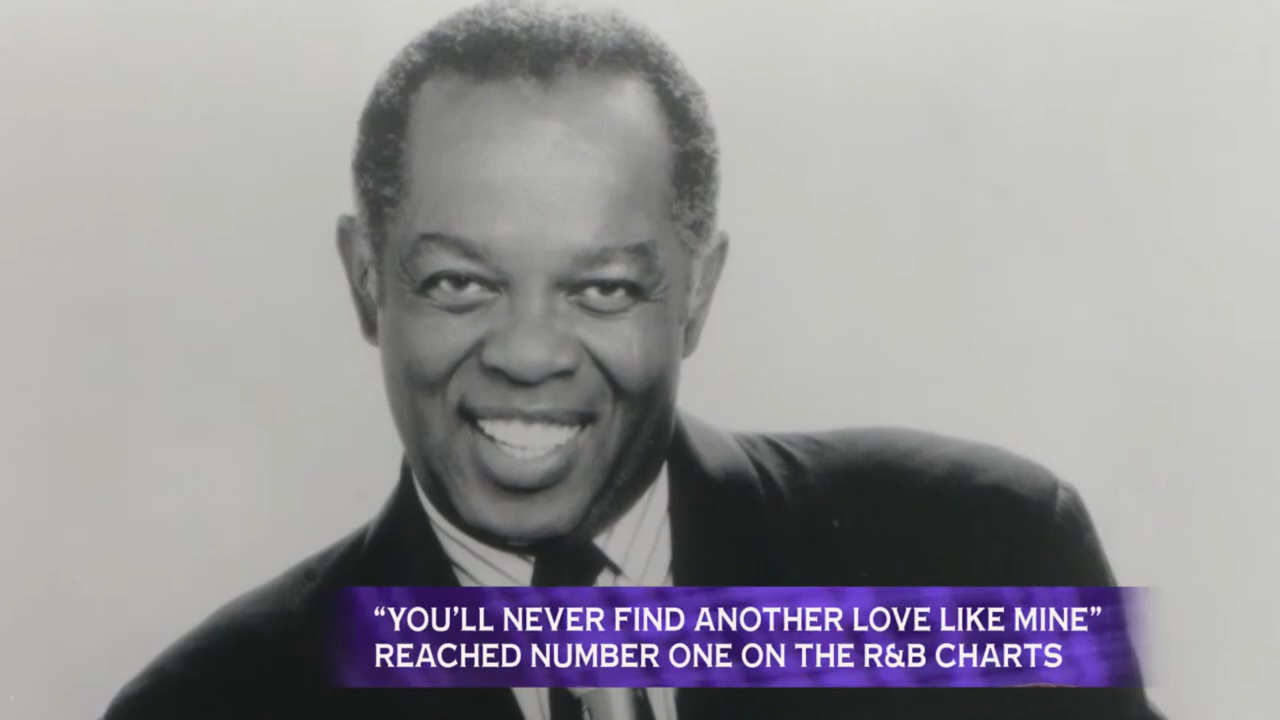 “YOU’LL NEVER FIND ANOTHER LOVE LIKE MINE”
REACHED NUMBER ONE ON THE R&B CHARTS